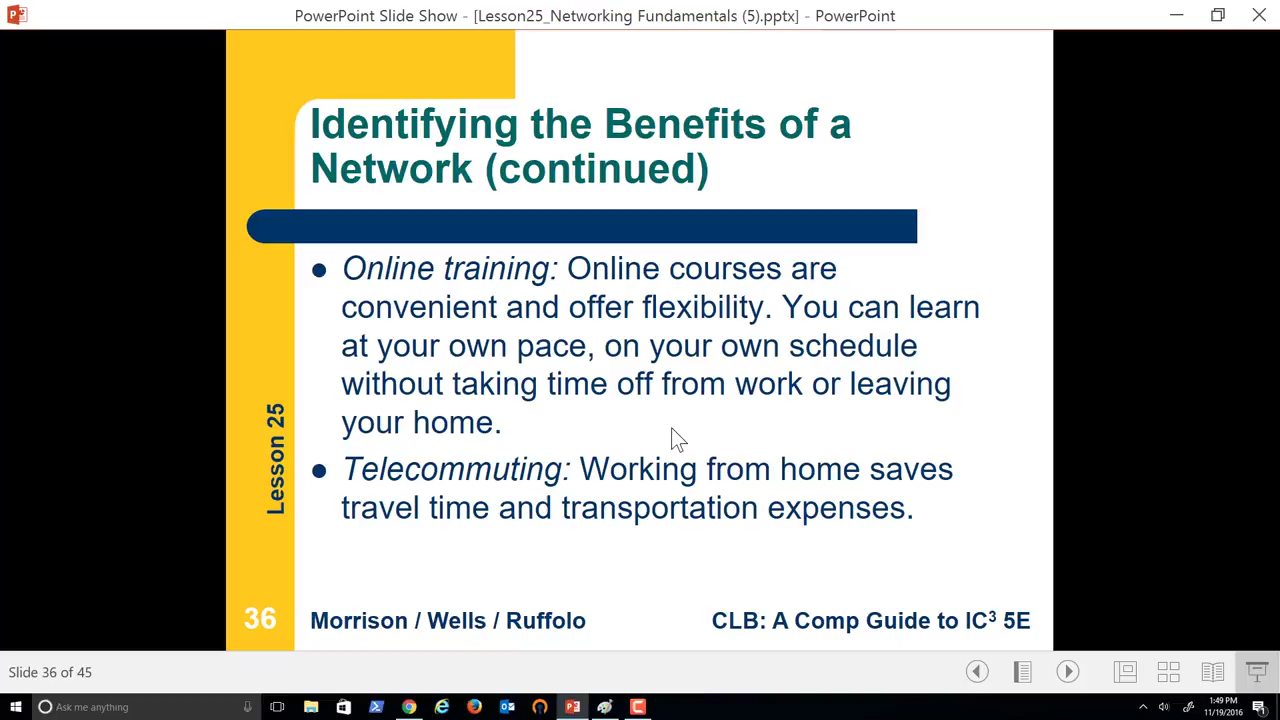 PowerPoint Slide Show - [Lesson25_Networking Fundamentals (5).pptx] - PowerPoint
Identifying the Benefits of a
Network (continued)
● Online training: Online courses are
convenient and offer flexibility. You can learn
at your own pace, on your own schedule
without taking time off from work or leaving
your home.
● Telecommuting: Working from home saves
travel time and transportation expenses.
Lesson 25
36
Morrison / Wells / Ruffolo
CLB: A Comp Guide to IC³ 5E
Slide 36 of 45
Ask me anything
1:49 PM
11/19/2016